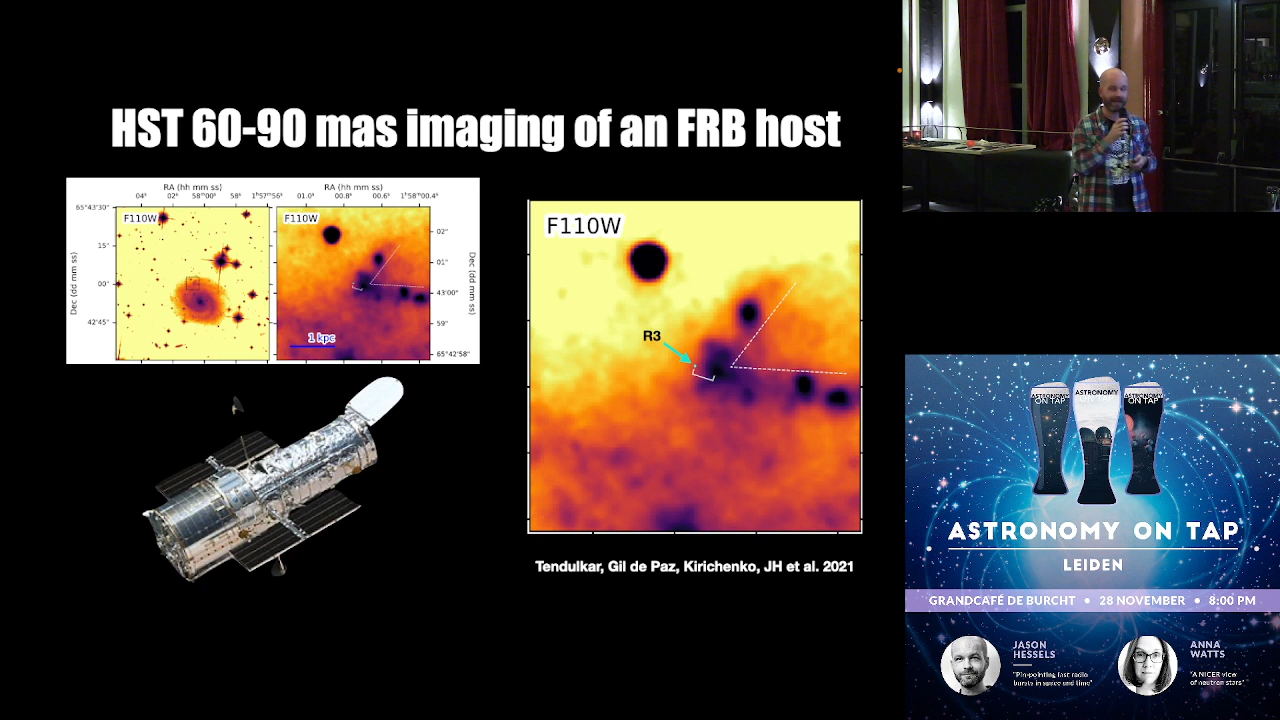 HST 60-90 mas imaging of an FRB host
RA (hh mm ss)
04ˢ 02ˢ 58ᵐ00ˢ 58ˢ 1ʰ57ᵐ56ˢ
65°43'30"
15"
00"
42'45"
Dec (dd mm ss)
F110W
RA (hh mm ss)
01.0ˢ 00.8ˢ 00.6ˢ 1ʰ58ᵐ00.4ˢ
F110W
1 kpc
02"
01"
43'00"
59"
65°42'58"
Dec (dd mm ss)
F110W
R3
Tendulkar, Gil de Paz, Kirichenko, JH et al. 2021
ASTRONOMY
ON TAP
ASTRONOMY
ASTRONOMY
ON TAP
ASTRONOMY ON TAP
LEIDEN
GRANDCAFÉ DE BURCHT • 28 NOVEMBER • 8:00 PM
JASON
HESSELS
"Pin-pointing fast radio
bursts in space and time"
ANNA
WATTS
"A NICER view
of neutron stars"